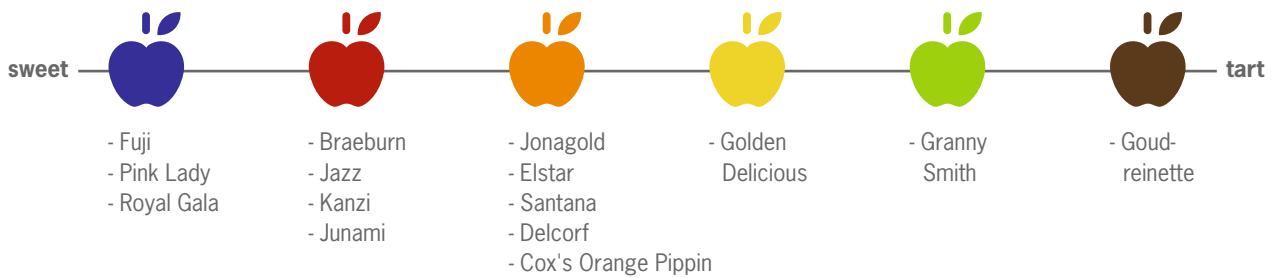 sweet
tart
- Fuji
- Pink Lady
- Royal Gala
- Braeburn
- Jazz
- Kanzi
- Junami
- Jonagold
- Elstar
- Santana
- Delcorf
- Cox's Orange Pippin
- Golden
Delicious
- Granny
Smith
- Goud-
reinette